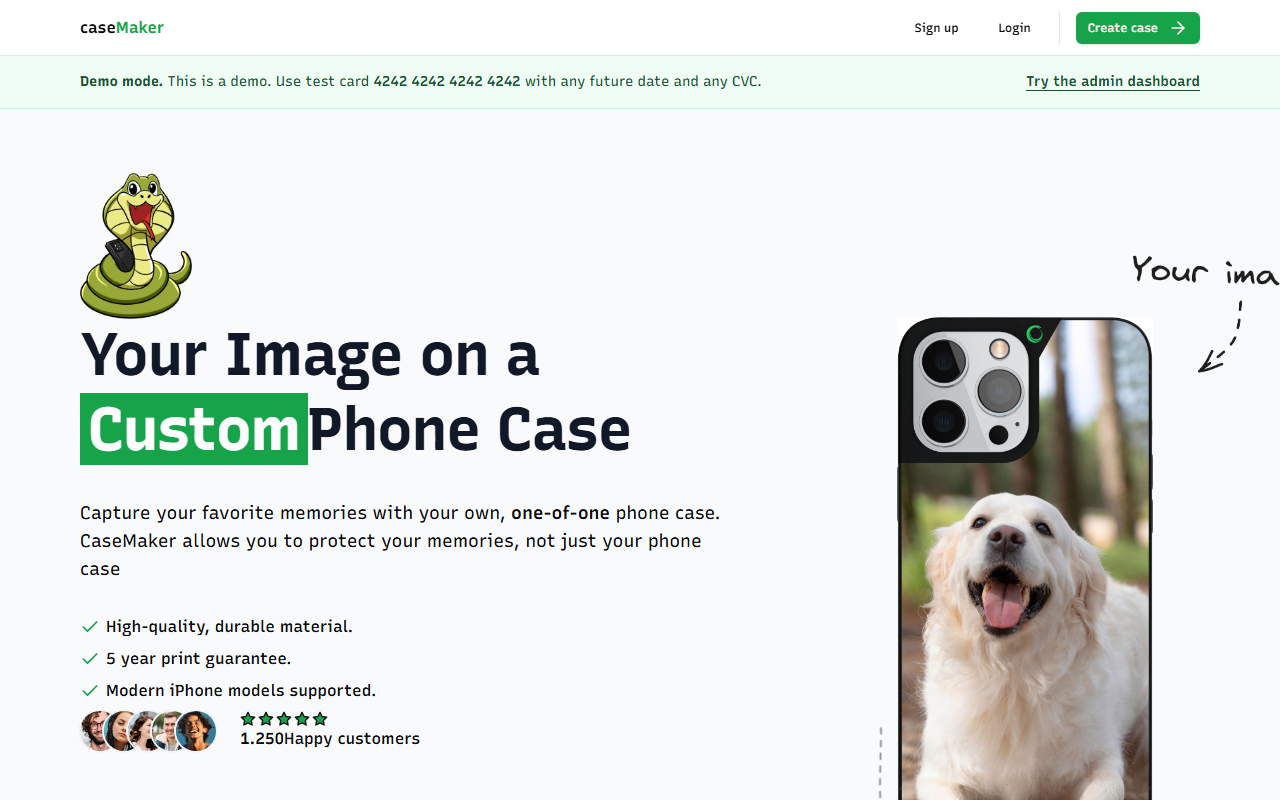 caseMaker
Sign up
Login
Create case
Demo mode. This is a demo. Use test card 4242 4242 4242 4242 with any future date and any CVC.
Try the admin dashboard
Your ima
Your Image on a
Custom Phone Case
Capture your favorite memories with your own, one-of-one phone case.
CaseMaker allows you to protect your memories, not just your phone
case
High-quality, durable material.
5 year print guarantee.
Modern iPhone models supported.
1.250Happy customers